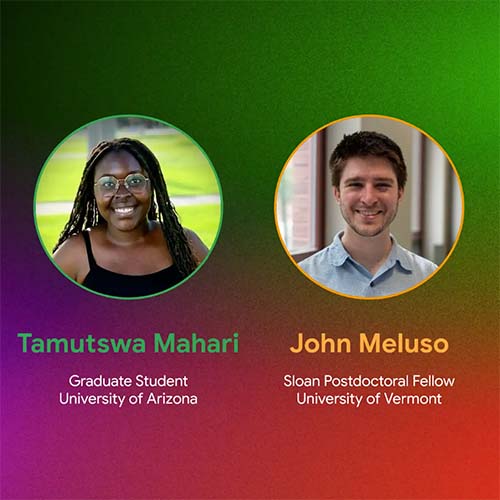 Tamutswa Mahari
Graduate Student
University of Arizona
John Meluso
Sloan Postdoctoral Fellow
University of Vermont